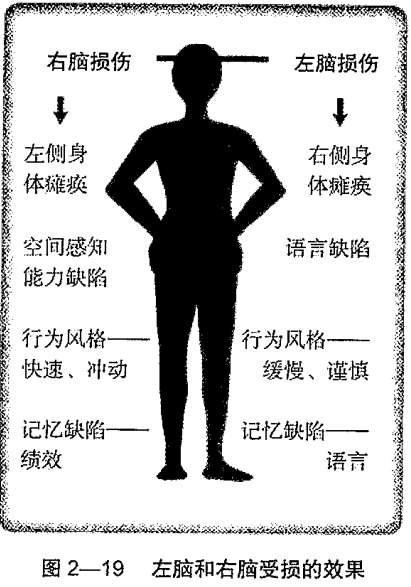 右脑损伤
左侧身
体瘫痪
空间感知
能力缺陷
行为风格——
快速、冲动
记忆缺陷——
绩效
左脑损伤
右侧身
体瘫痪
语言缺陷
行为风格——
缓慢、谨慎
记忆缺陷——
语言
图2—19 左脑和右脑受损的效果